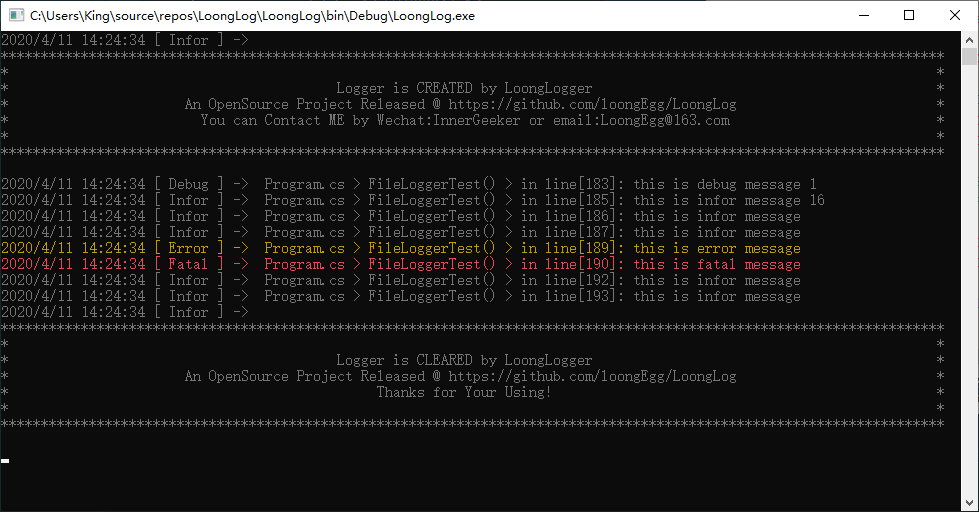 C:\Users\King\source\repos\LoongLog\LoongLog\bin\Debug\LoongLog.exe
2020/4/11 14:24:34 [ Infor ] ->
**********************************************************************************************************************
*                                                                                                                    *
*                                         Logger is CREATED by LoongLogger                                           *
*                      An OpenSource Project Released @ https://github.com/loongEgg/LoongLog                         *
*                        You can Contact ME by Wechat:InnerGeeker or email:LoongEgg@163.com                          *
*                                                                                                                    *
**********************************************************************************************************************
2020/4/11 14:24:34 [ Debug ] ->  Program.cs > FileLoggerTest() > in line[183]: this is debug message 1
2020/4/11 14:24:34 [ Infor ] ->  Program.cs > FileLoggerTest() > in line[185]: this is infor message 16
2020/4/11 14:24:34 [ Infor ] ->  Program.cs > FileLoggerTest() > in line[186]: this is infor message
2020/4/11 14:24:34 [ Infor ] ->  Program.cs > FileLoggerTest() > in line[187]: this is infor message
2020/4/11 14:24:34 [ Error ] ->  Program.cs > FileLoggerTest() > in line[189]: this is error message
2020/4/11 14:24:34 [ Fatal ] ->  Program.cs > FileLoggerTest() > in line[190]: this is fatal message
2020/4/11 14:24:34 [ Infor ] ->  Program.cs > FileLoggerTest() > in line[192]: this is infor message
2020/4/11 14:24:34 [ Infor ] ->  Program.cs > FileLoggerTest() > in line[193]: this is infor message
2020/4/11 14:24:34 [ Infor ] ->
**********************************************************************************************************************
*                                                                                                                    *
*                                         Logger is CLEARED by LoongLogger                                           *
*                      An OpenSource Project Released @ https://github.com/loongEgg/LoongLog                         *
*                                              Thanks for Your Using!                                                *
*                                                                                                                    *
**********************************************************************************************************************